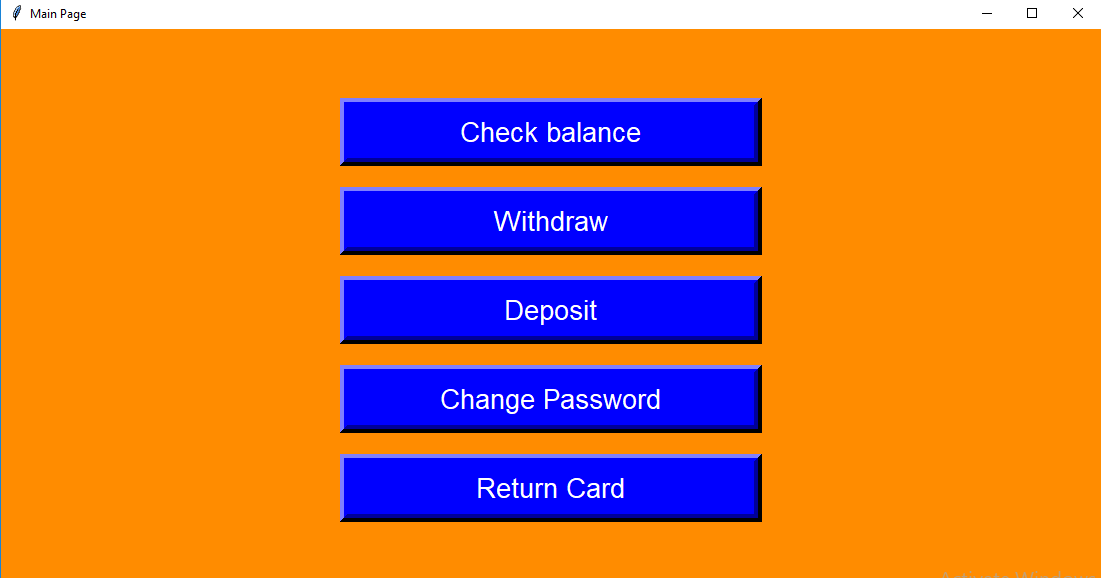 Main Page
Check balance
Withdraw
Deposit
Change Password
Return Card